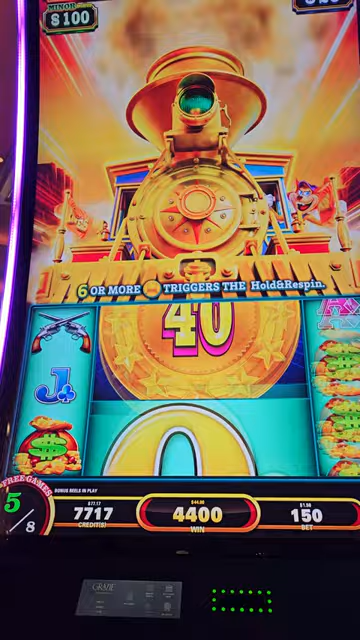 MINOR
$100
6 OR MORE TRIGGERS THE Hold&Respin.
40
J
$
FREE GAMES
5/8
BONUS REELS IN PLAY
$77.17
7717
CREDIT(S)
$44.00
4400
WIN
$1.50
150
BET
GRAPE